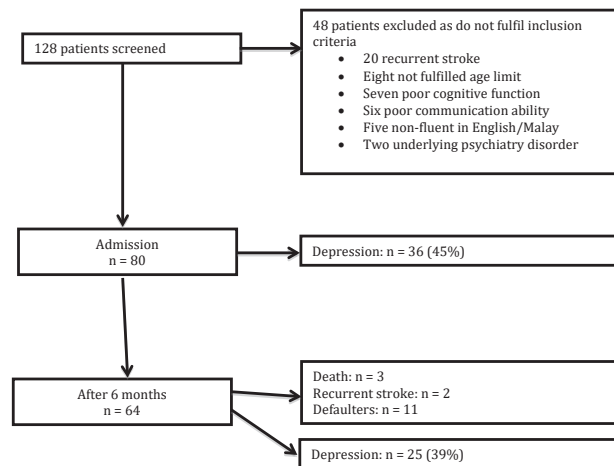 128 patients screened
48 patients excluded as do not fulfil inclusion
criteria
• 20 recurrent stroke
• Eight not fulfilled age limit
• Seven poor cognitive function
• Six poor communication ability
• Five non-fluent in English/Malay
• Two underlying psychiatry disorder
Admission
n = 80
Depression: n = 36 (45%)
After 6 months
n = 64
Death: n = 3
Recurrent stroke: n = 2
Defaulters: n = 11
Depression: n = 25 (39%)